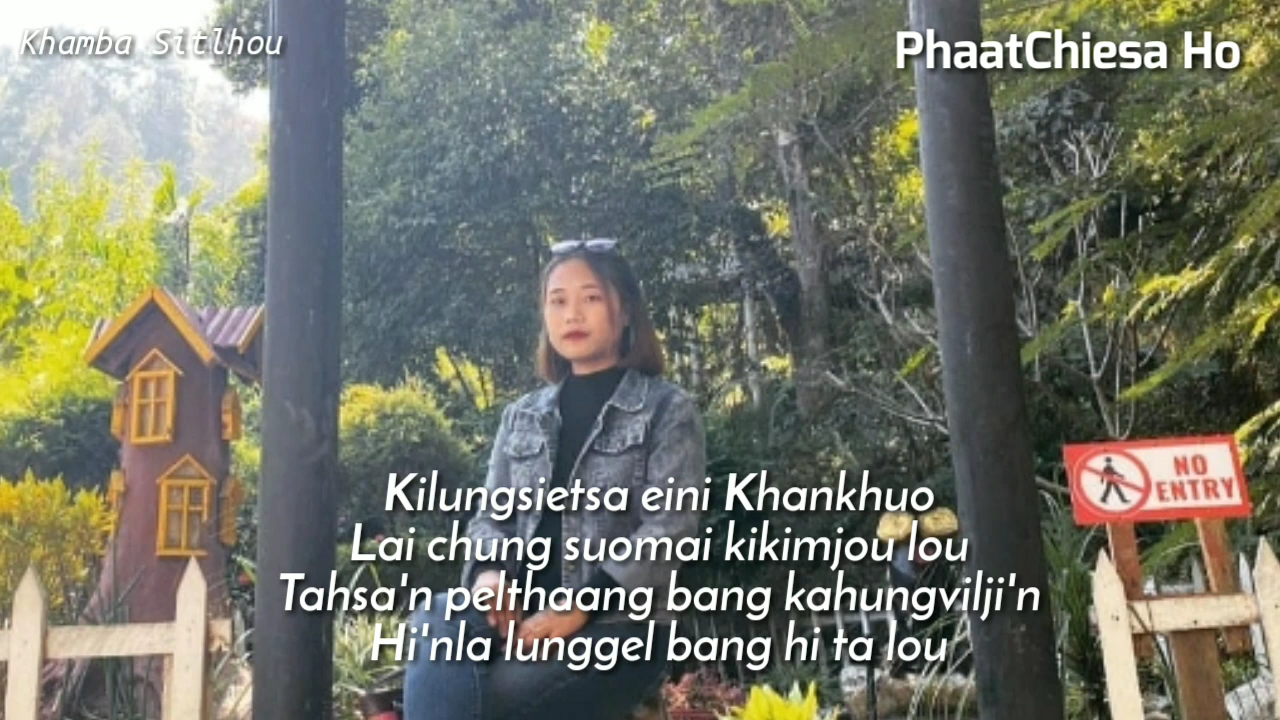 Khamba Sitlhou
PhaatChiesa Ho
NO
ENTRY
Kilungsietsa eini Khankhuo
Lai chung suomai kikimjou lou
Tahsa'n pelthaang bang kahungvilji'n
Hi'nla lunggel bang hi ta lou